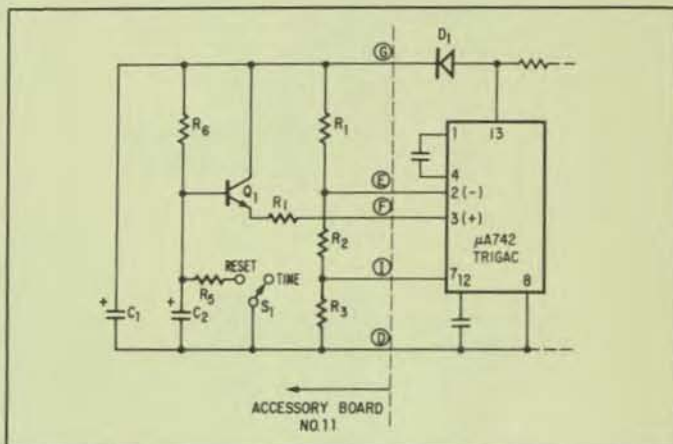 G
D1
R6
R1
1
13
4
E
2 (-)
Q1
R1
F
3 (+)
μA742
TRIGAC
R2
RESET
TIME
I
7
12
8
R5
S1
R3
+
C1
+
C2
D
ACCESSORY BOARD
NO.11